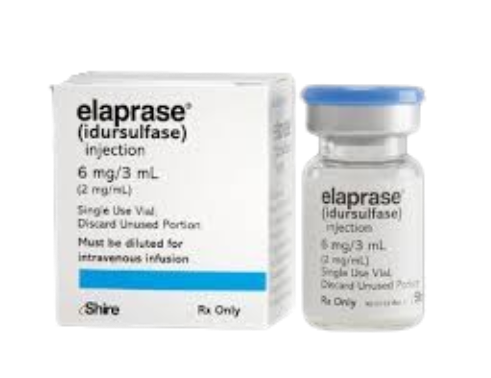 elaprase®
(idursulfase)
injection
6 mg/3 mL
(2 mg/mL)
Single Use Vial.
Discard Unused Portion
Must be diluted for
intravenous infusion
Shire
Rx Only
elaprase®
(idursulfase)
injection
6 mg/3 mL
(2 mg/mL)
Single Use Vial.
Discard Unused Portion
Rx Only